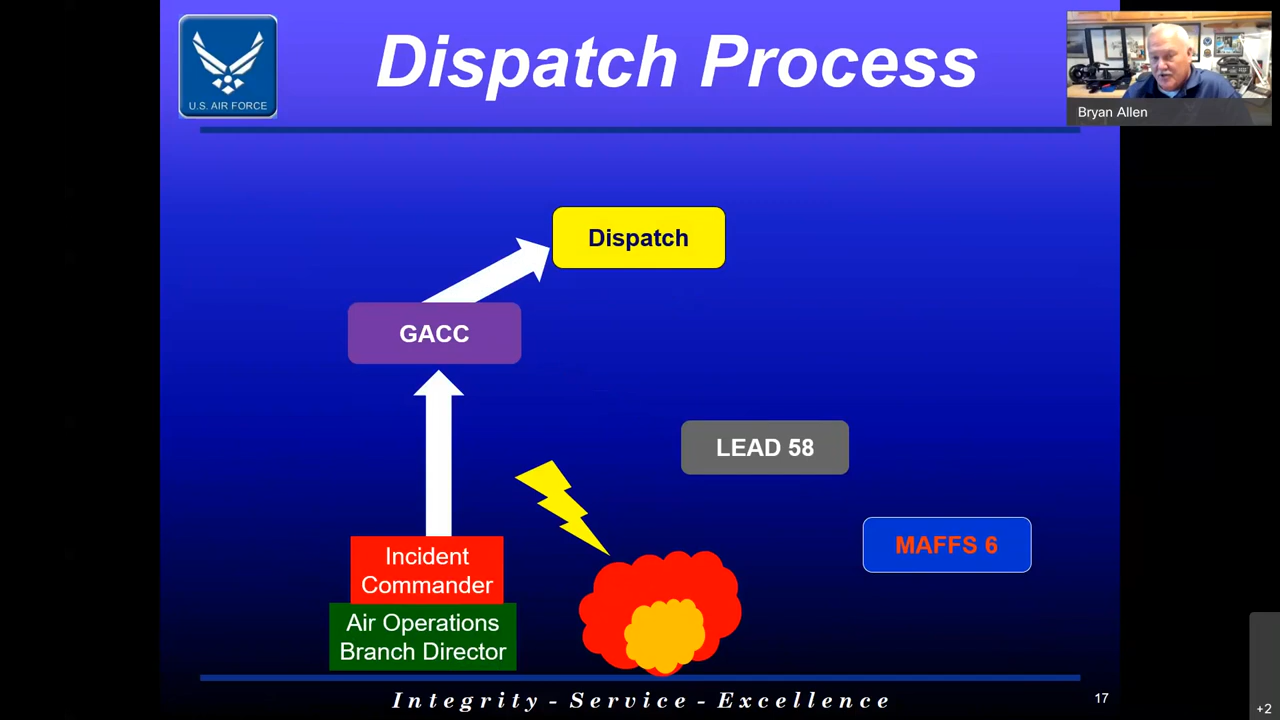 Dispatch Process
U.S. AIR FORCE
Bryan Allen
Dispatch
GACC
LEAD 58
MAFFS 6
Incident
Commander
Air Operations
Branch Director
Integrity - Service - Excellence
17
+2